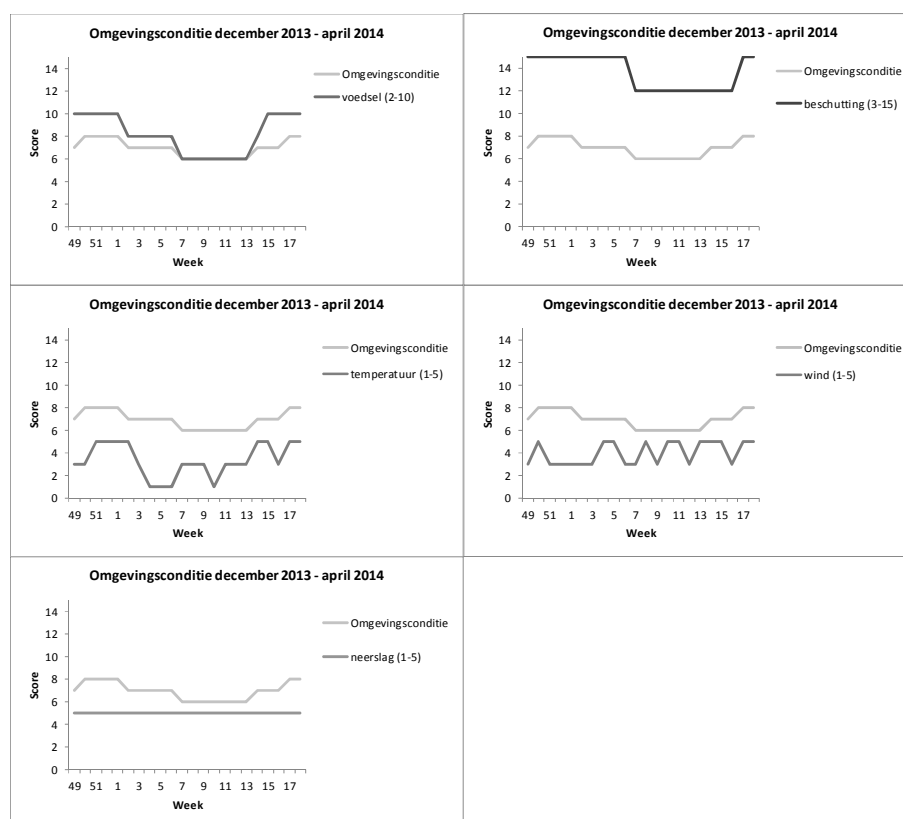 Omgevingsconditie december 2013 - april 2014
14
12
10
8
6
4
2
0
Score
49 51 1 3 5 7 9 11 13 15 17
Week
Omgevingsconditie
voedsel (2-10)
Omgevingsconditie december 2013 - april 2014
14
12
10
8
6
4
2
0
Score
49 51 1 3 5 7 9 11 13 15 17
Week
Omgevingsconditie
beschutting (3-15)
Omgevingsconditie december 2013 - april 2014
14
12
10
8
6
4
2
0
Score
49 51 1 3 5 7 9 11 13 15 17
Week
Omgevingsconditie
temperatuur (1-5)
Omgevingsconditie december 2013 - april 2014
14
12
10
8
6
4
2
0
Score
49 51 1 3 5 7 9 11 13 15 17
Week
Omgevingsconditie
wind (1-5)
Omgevingsconditie december 2013 - april 2014
14
12
10
8
6
4
2
0
Score
49 51 1 3 5 7 9 11 13 15 17
Week
Omgevingsconditie
neerslag (1-5)